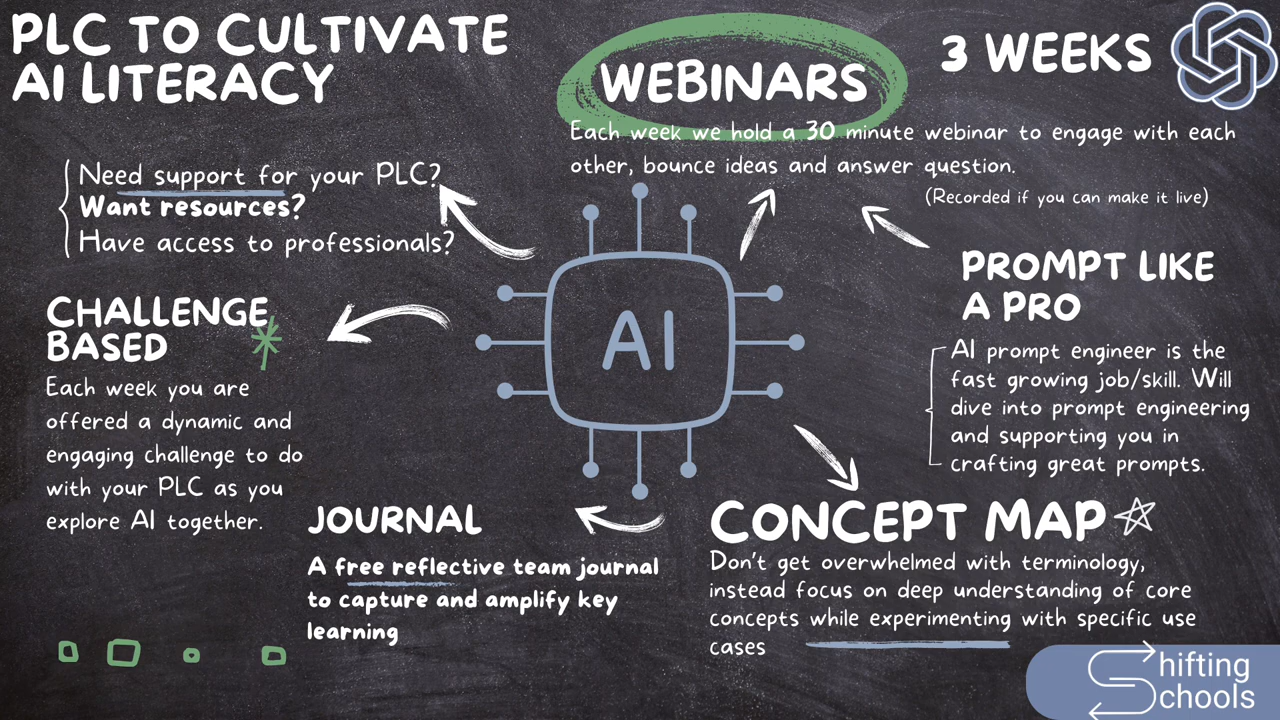 PLC TO CULTIVATE
AI LITERACY
WEBINARS
3 WEEKS
Each week we hold a 30 minute webinar to engage with each
other, bounce ideas and answer question.
(Recorded if you can make it live)
Need support for your PLC?
Want resources?
Have access to professionals?
AI
PROMPT LIKE
A PRO
AI prompt engineer is the
fast growing job/skill. Will
dive into prompt engineering
and supporting you in
crafting great prompts.
CHALLENGE
BASED
Each week you are
offered a dynamic and
engaging challenge to do
with your PLC as you
explore AI together.
JOURNAL
A free reflective team journal
to capture and amplify key
learning
CONCEPT MAP
Don't get overwhelmed with terminology,
instead focus on deep understanding of core
concepts while experimenting with specific use
cases
Shifting
Schools